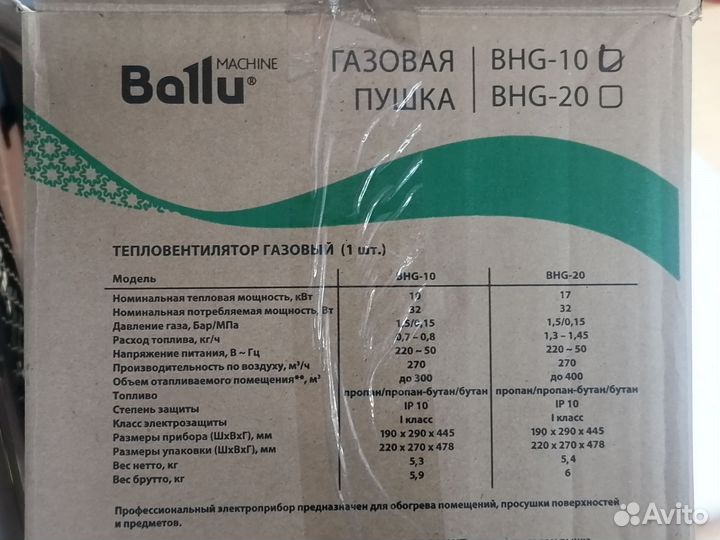 MACHINE
Ballu®
ГАЗОВАЯ
ПУШКА
BHG-10
BHG-20
ТЕПЛОВЕНТИЛЯТОР ГАЗОВЫЙ (1 шт.)
Модель BHG-10 BHG-20
Номинальная тепловая мощность, кВт 10 17
Номинальная потребляемая мощность, Вт 32 32
Давление газа, Бар/МПа 1,5/0,15 1,5/0,15
Расход топлива, кг/ч 0,7 – 0,8 1,3 – 1,45
Напряжение питания, В ~ Гц 220 ~ 50 220 ~ 50
Производительность по воздуху, м³/ч 270 270
Объем отапливаемого помещения**, м³ до 300 до 400
Топливо пропан/пропан-бутан/бутан пропан/пропан-бутан/бутан
Степень защиты IP 10 IP 10
Класс электрозащиты I класс I класс
Размеры прибора (ШхВхГ), мм 190 x 290 x 445 190 x 290 x 445
Размеры упаковки (ШхВхГ), мм 220 x 270 x 478 220 x 270 x 478
Вес нетто, кг 5,3 5,4
Вес брутто, кг 5,9 6
Профессиональный электроприбор предназначен для обогрева помещений, просушки поверхностей
и предметов.
Avito